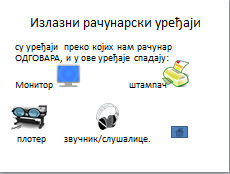 Излазни рачунарски уређаји
су уређаји преко којих нам рачунар
ОДГОВАРА, и у ове уређаје спадају:
Монитор штампач
плотер звучник/слушалице.